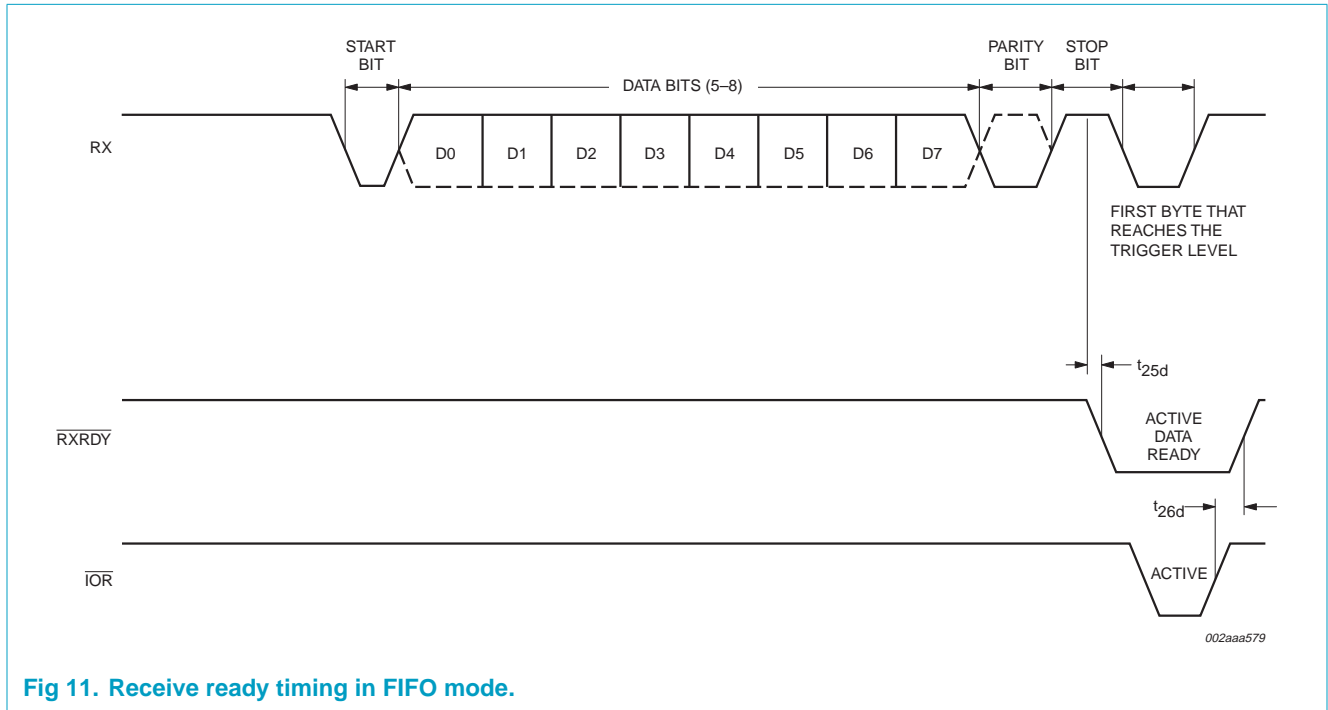 START
BIT
DATA BITS (5–8)
PARITY
BIT
STOP
BIT
RX
D0
D1
D2
D3
D4
D5
D6
D7
FIRST BYTE THAT
REACHES THE
TRIGGER LEVEL
t25d
RXRDY
ACTIVE
DATA
READY
t26d
IOR
ACTIVE
002aaa579
Fig 11. Receive ready timing in FIFO mode.